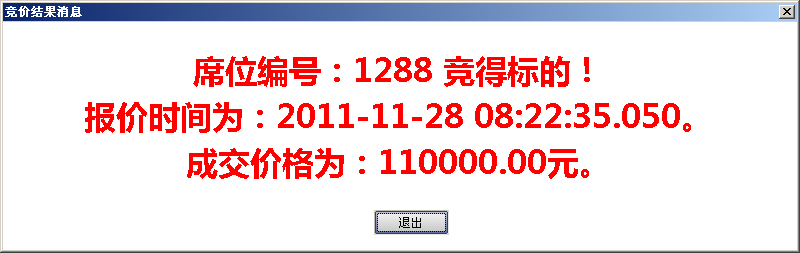 竞价结果消息
席位编号：1288 竞得标的！
报价时间为：2011-11-28 08:22:35.050。
成交价格为：110000.00元。
退出